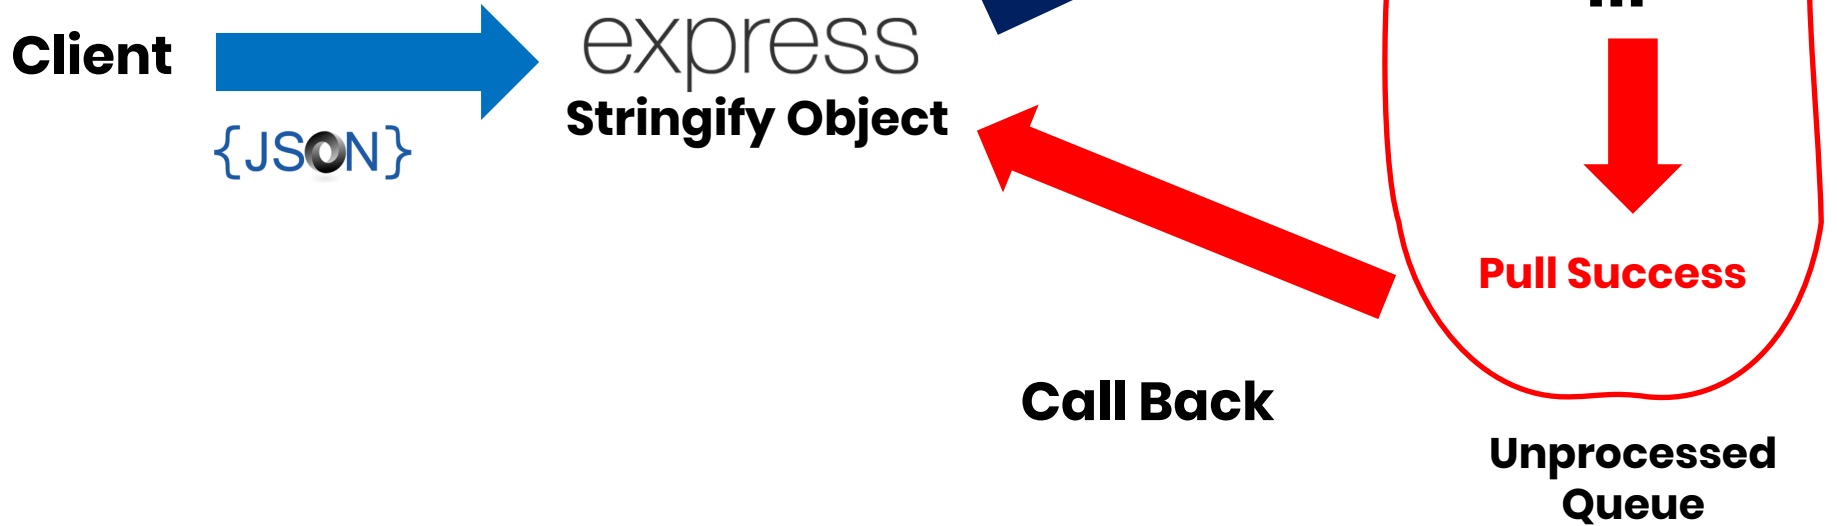 Client
express
Stringify Object
{JSON}
Pull Success
Call Back
Unprocessed
Queue